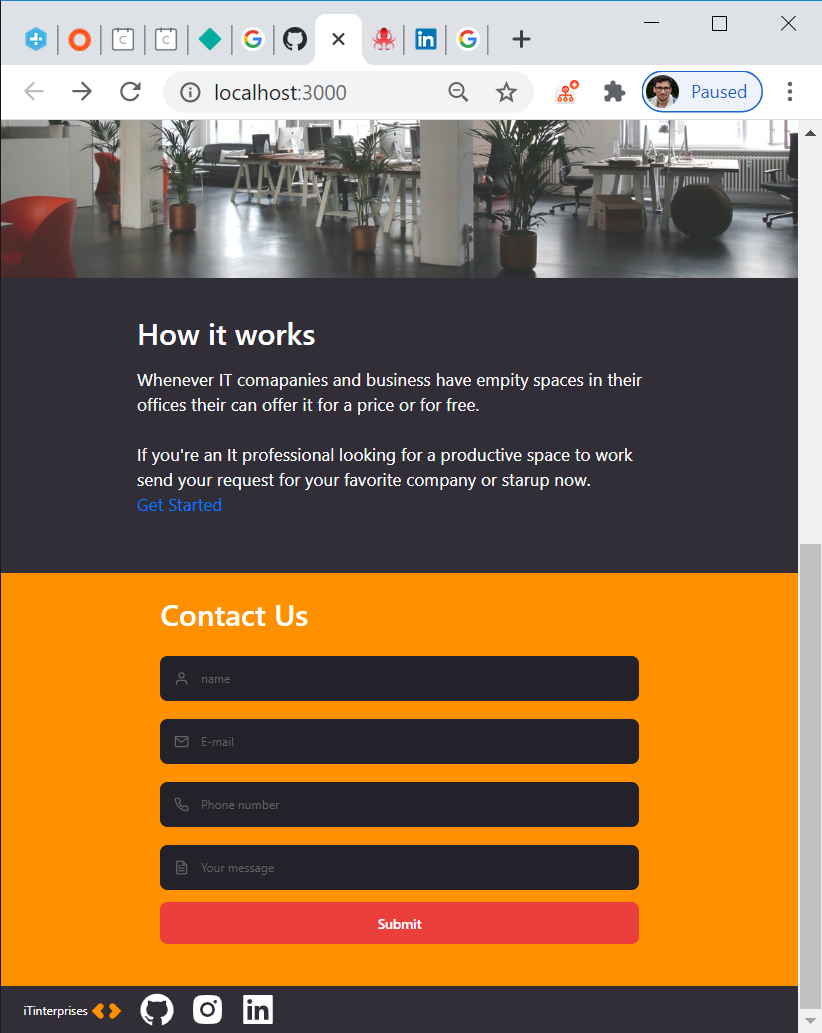 localhost:3000
Paused
How it works
Whenever IT comapanies and business have empity spaces in their
offices their can offer it for a price or for free.
If you're an It professional looking for a productive space to work
send your request for your favorite company or starup now.
Get Started
Contact Us
name
E-mail
Phone number
Your message
Submit
iTinterprises